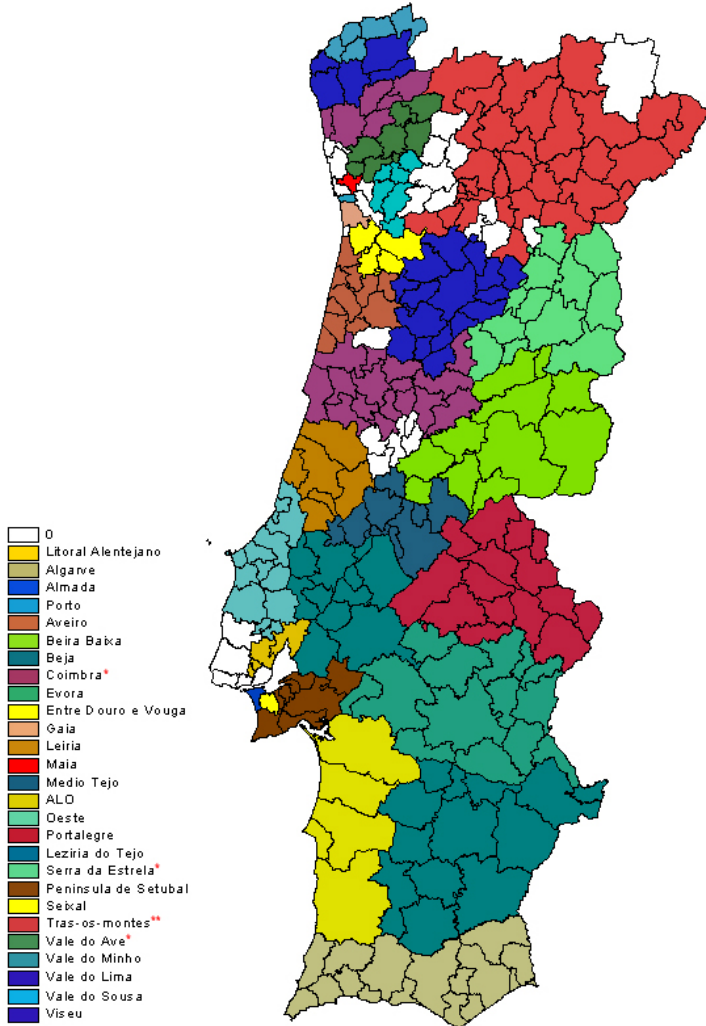 0
Litoral Alentejano
Algarve
Almada
Porto
Aveiro
Beira Baixa
Beja
Coimbra*
Evora
Entre Douro e Vouga
Gaia
Leiria
Maia
Medio Tejo
ALO
Oeste
Portalegre
Leziria do Tejo
Serra da Estrela*
Peninsula de Setubal
Seixal
Tras-os-montes**
Vale do Ave*
Vale do Minho
Vale do Lima
Vale do Sousa
Viseu